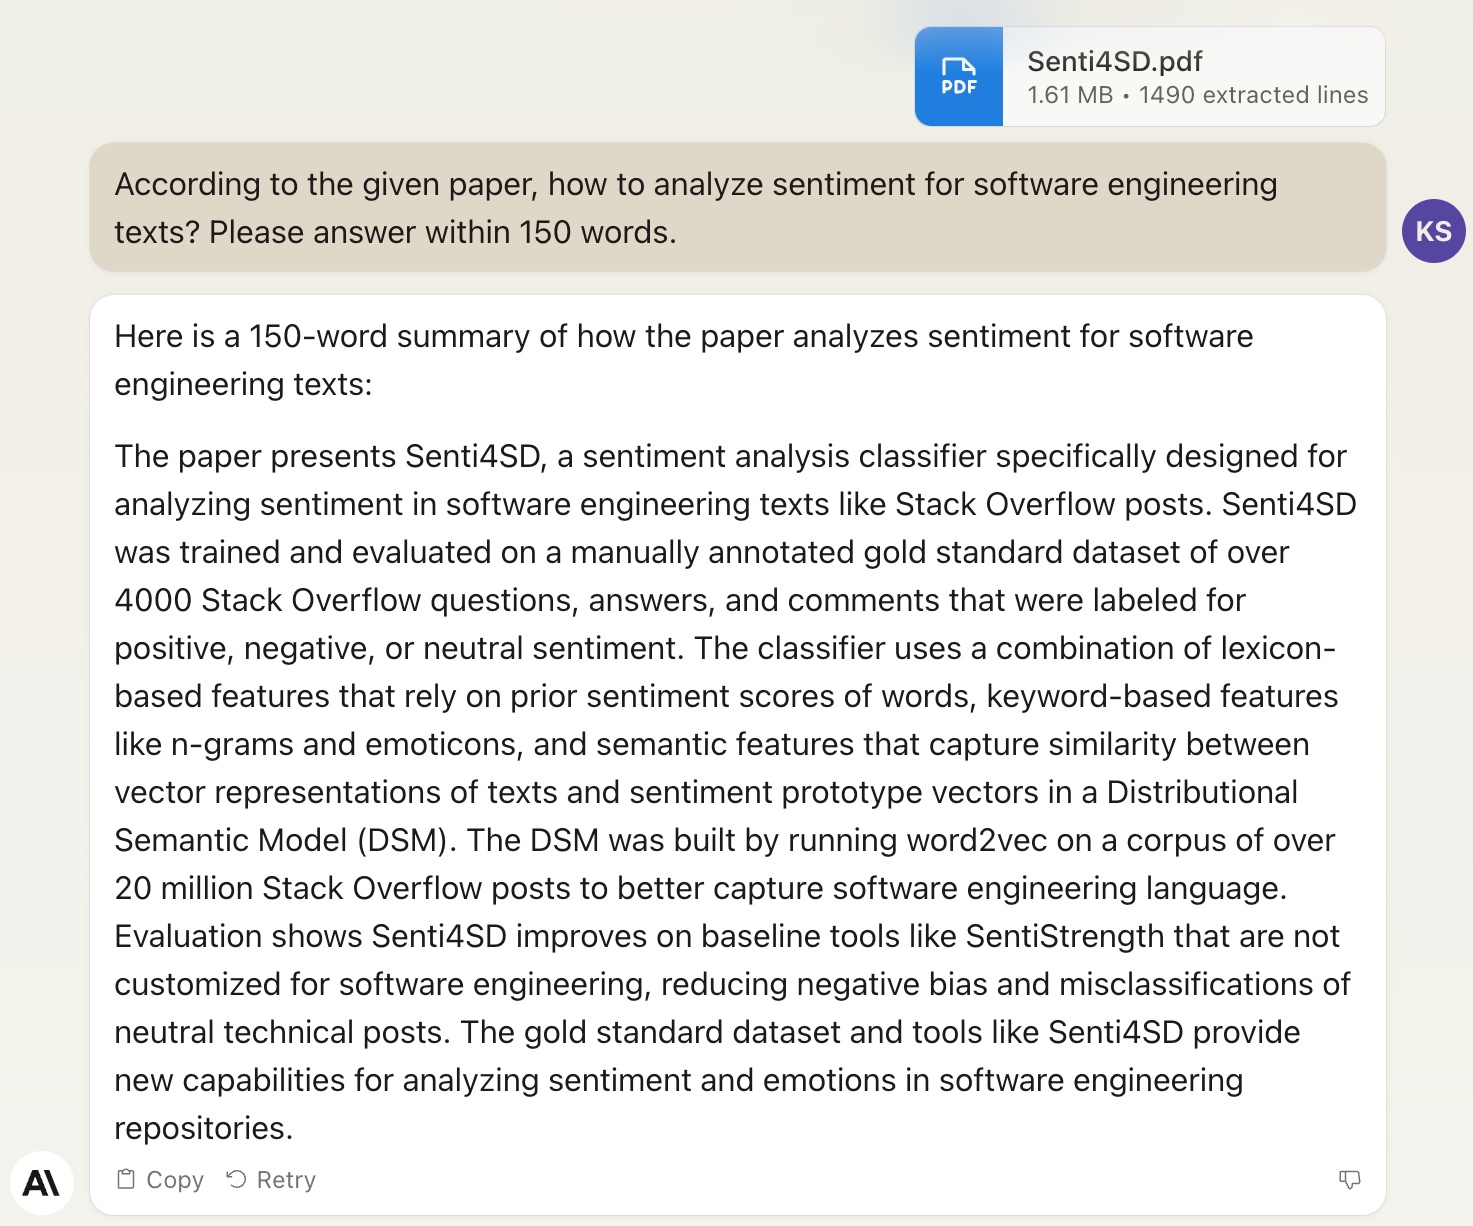 PDF
Senti4SD.pdf
1.61 MB • 1490 extracted lines
According to the given paper, how to analyze sentiment for software engineering
texts? Please answer within 150 words.
KS
Here is a 150-word summary of how the paper analyzes sentiment for software
engineering texts:
The paper presents Senti4SD, a sentiment analysis classifier specifically designed for
analyzing sentiment in software engineering texts like Stack Overflow posts. Senti4SD
was trained and evaluated on a manually annotated gold standard dataset of over
4000 Stack Overflow questions, answers, and comments that were labeled for
positive, negative, or neutral sentiment. The classifier uses a combination of lexicon-
based features that rely on prior sentiment scores of words, keyword-based features
like n-grams and emoticons, and semantic features that capture similarity between
vector representations of texts and sentiment prototype vectors in a Distributional
Semantic Model (DSM). The DSM was built by running word2vec on a corpus of over
20 million Stack Overflow posts to better capture software engineering language.
Evaluation shows Senti4SD improves on baseline tools like SentiStrength that are not
customized for software engineering, reducing negative bias and misclassifications of
neutral technical posts. The gold standard dataset and tools like Senti4SD provide
new capabilities for analyzing sentiment and emotions in software engineering
repositories.
Copy Retry
A\